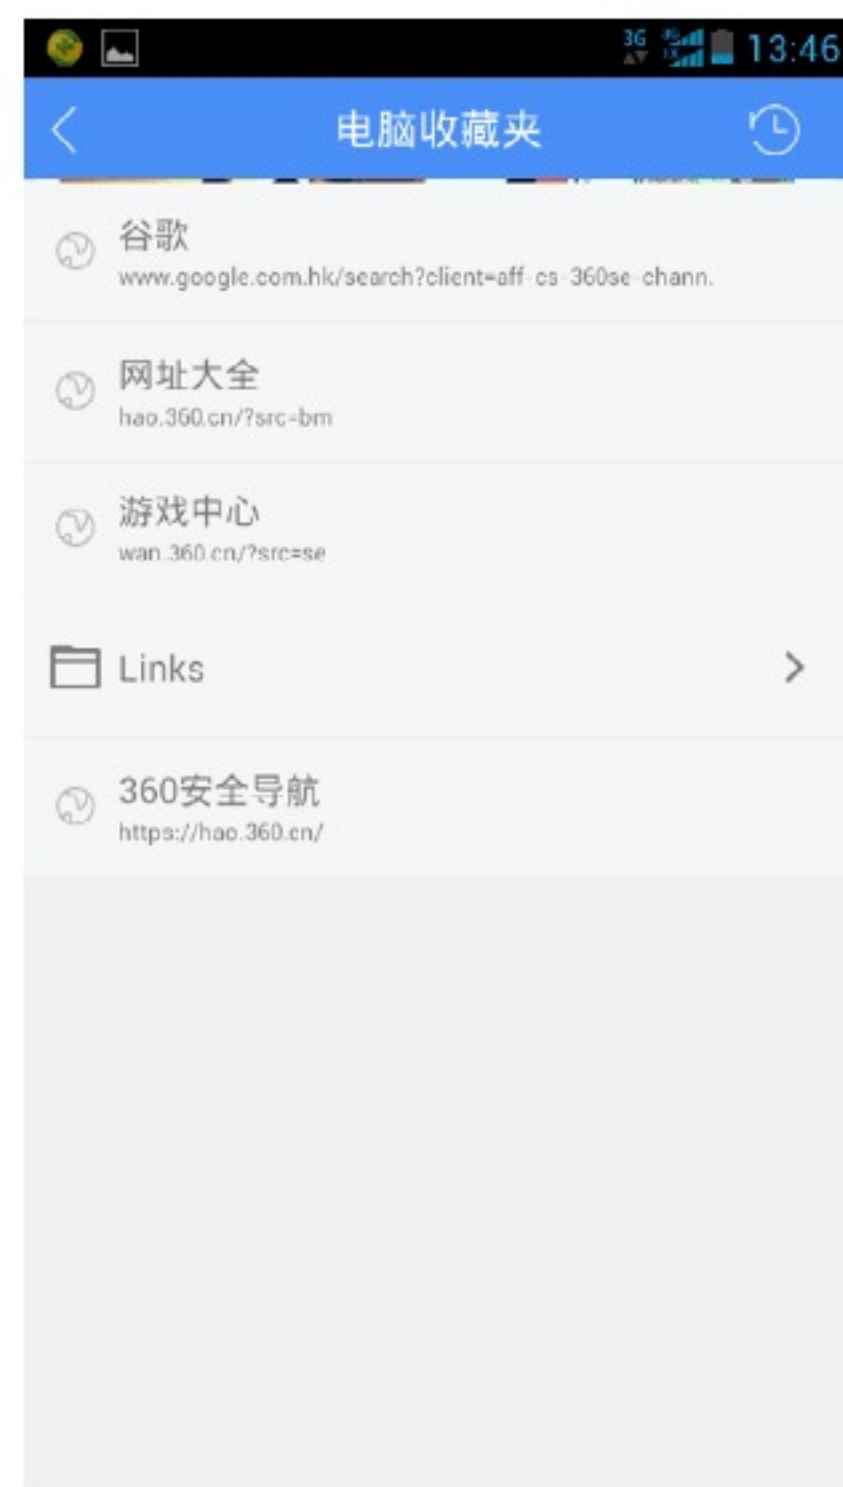 3G 13:46
电脑收藏夹
谷歌
www.google.com.hk/search?client=aff-cs-360se-chann.
网址大全
hao.360.cn/?src=bm
游戏中心
wan.360.cn/?src=se
Links
360安全导航
https://hao.360.cn/